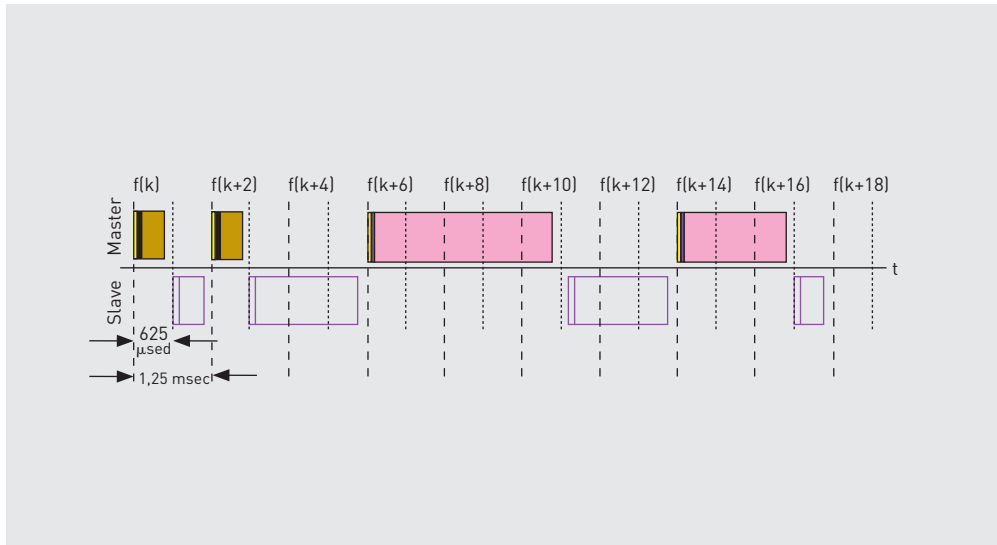 f(k) f(k+2) f(k+4) f(k+6) f(k+8) f(k+10) f(k+12) f(k+14) f(k+16) f(k+18)
Master
t
Slave
625
µsed
1,25 msec